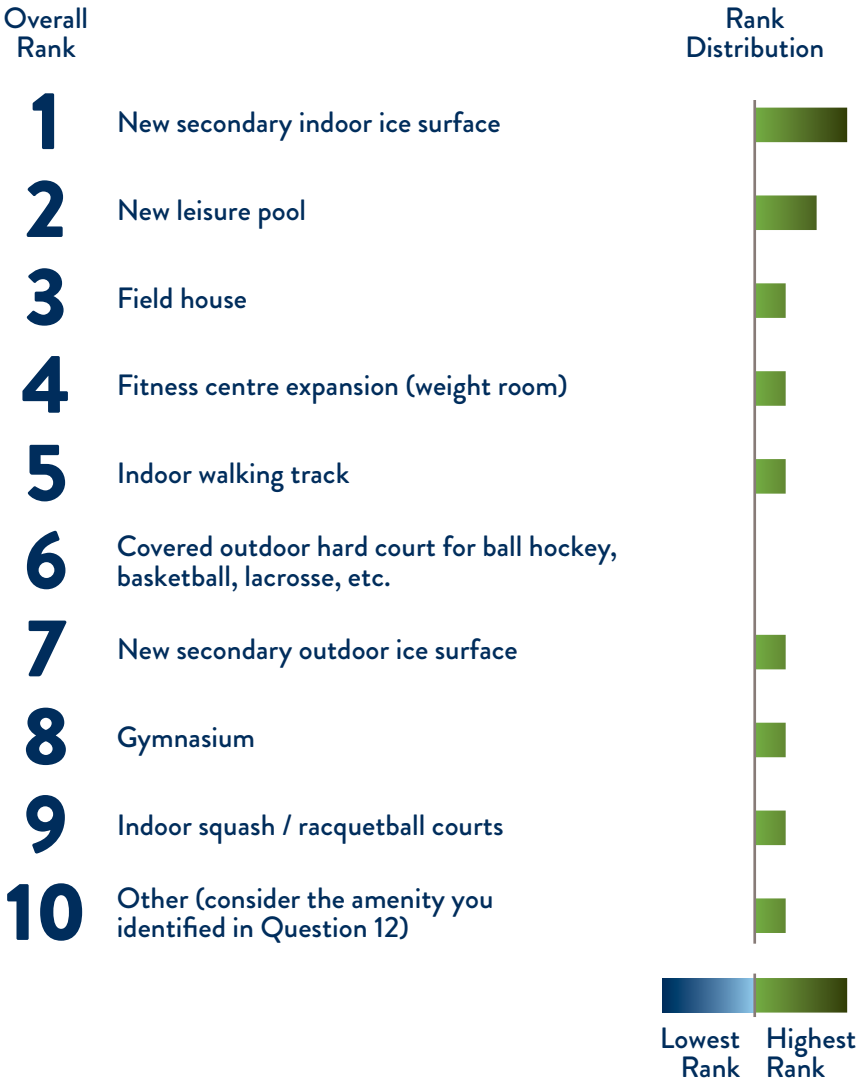 Overall
Rank
Rank
Distribution
1 New secondary indoor ice surface
2 New leisure pool
3 Field house
4 Fitness centre expansion (weight room)
5 Indoor walking track
6 Covered outdoor hard court for ball hockey,
basketball, lacrosse, etc.
7 New secondary outdoor ice surface
8 Gymnasium
9 Indoor squash / racquetball courts
10 Other (consider the amenity you
identified in Question 12)
Lowest
Rank
Highest
Rank